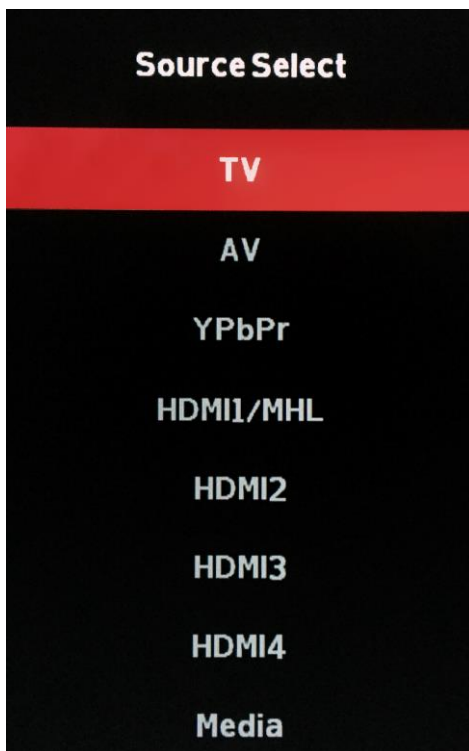 Source Select
TV
AV
YPbPr
HDMI1/MHL
HDMI2
HDMI3
HDMI4
Media